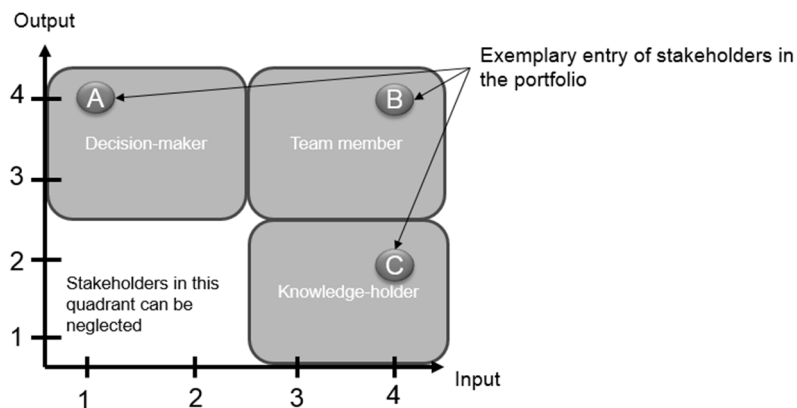 Output
Exemplary entry of stakeholders in
the portfolio
4
A
B
Decision-maker
Team member
3
2
C
Stakeholders in this
quadrant can be
neglected
Knowledge-holder
1
Input
1
2
3
4